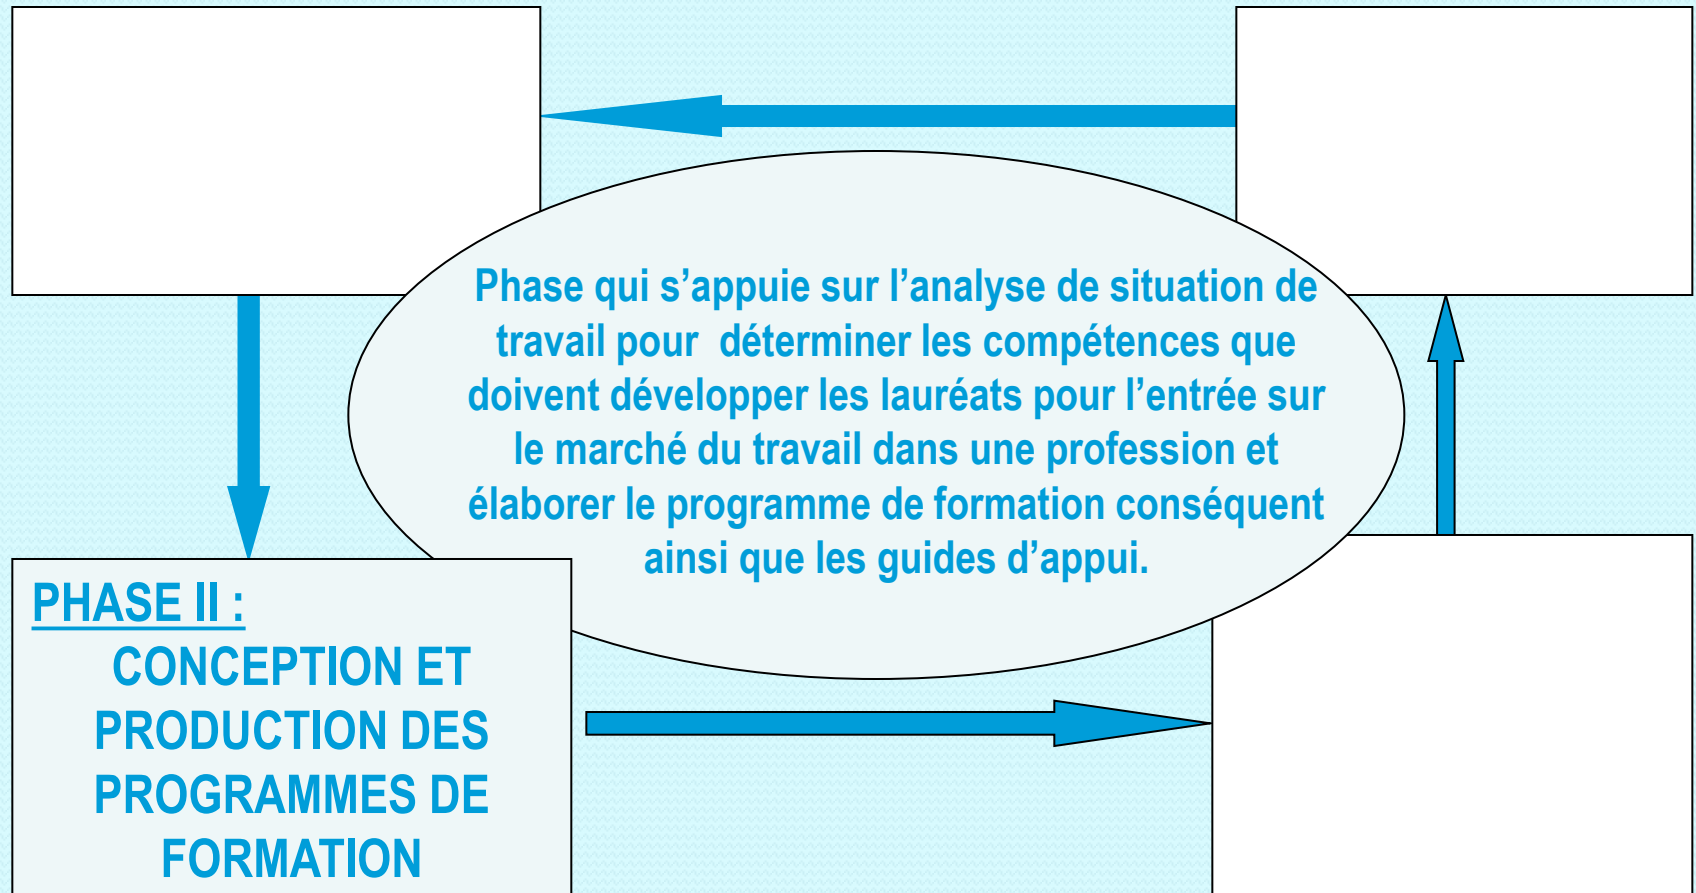 Phase qui s’appuie sur l’analyse de situation de
travail pour  déterminer les compétences que
doivent développer les lauréats pour l’entrée sur
le marché du travail dans une profession et
élaborer le programme de formation conséquent
ainsi que les guides d’appui.
PHASE II :
CONCEPTION ET
PRODUCTION DES
PROGRAMMES DE
FORMATION